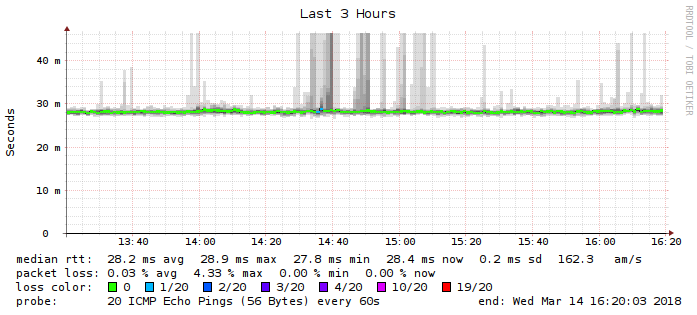 Last 3 Hours
RRDTOOL / TOBI OETIKER
Seconds
40 m
30 m
20 m
10 m
0
13:40 14:00 14:20 14:40 15:00 15:20 15:40 16:00 16:20
median rtt: 28.2 ms avg 28.9 ms max 27.8 ms min 28.4 ms now 0.2 ms sd 162.3 am/s
packet loss: 0.03 % avg 4.33 % max 0.00 % min 0.00 % now
loss color: 0 1/20 2/20 3/20 4/20 10/20 19/20
probe: 20 ICMP Echo Pings (56 Bytes) every 60s end: Wed Mar 14 16:20:03 2018